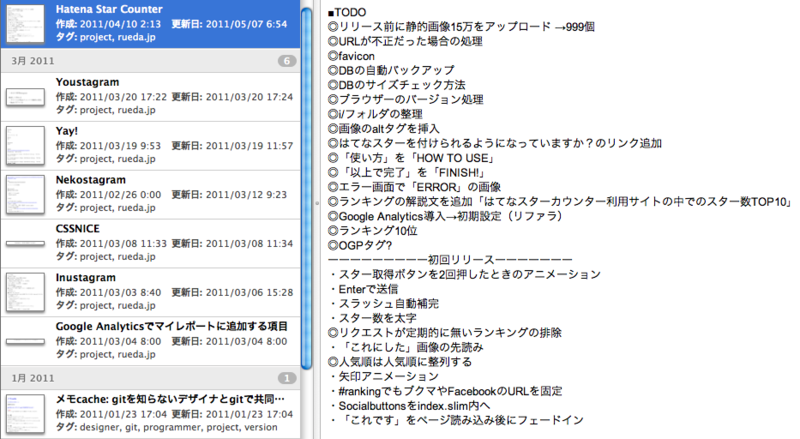 Hatena Star Counter
作成: 2011/04/10 2:13 更新日: 2011/05/07 6:54
タグ: project, rueda.jp
3月 2011 6
Youstagram
作成: 2011/03/20 17:22 更新日: 2011/03/20 17:24
タグ: project, rueda.jp
Yay!
作成: 2011/03/19 9:53 更新日: 2011/03/19 11:57
タグ: project, rueda.jp
Nekostagram
作成: 2011/02/26 0:00 更新日: 2011/03/12 9:23
タグ: project, rueda.jp
CSSNICE
作成: 2011/03/08 11:33 更新日: 2011/03/08 11:34
タグ: project, rueda.jp
Inustagram
作成: 2011/03/03 8:40 更新日: 2011/03/06 15:28
タグ: project, rueda.jp
Google Analyticsでマイレポートに追加する項目
作成: 2011/03/04 8:00 更新日: 2011/03/04 8:00
タグ: project, rueda.jp
1月 2011 1
メモcache: gitを知らないデザイナとgitで共同…
作成: 2011/01/23 17:04 更新日: 2011/01/23 17:04
タグ: designer, git, programmer, project, version
■TODO
◎リリース前に静的画像15万をアップロード →999個
◎URLが不正だった場合の処理
◎favicon
◎DBの自動バックアップ
◎DBのサイズチェック方法
◎ブラウザーのバージョン処理
◎i/フォルダの整理
◎画像のaltタグを挿入
◎はてなスターを付けられるようになっていますか？のリンク追加
◎「使い方」を「HOW TO USE」
◎「以上で完了」を「FINISH!」
◎エラー画面で「ERROR」の画像
◎ランキングの解説文を追加「はてなスターカウンター利用サイトの中でのスター数TOP10」
◎Google Analytics導入→初期設定（リファラ）
◎ランキング10位
◎OGPタグ?
ーーーーーーーーー初回リリースーーーーーーー
・スター取得ボタンを2回押したときのアニメーション
・Enterで送信
・スラッシュ自動補完
・スター数を太字
◎リクエストが定期的に無いランキングの排除
・「これにした」画像の先読み
◎人気順は人気順に整列する
・矢印アニメーション
・#rankingでもブクマやFacebookのURLを固定
・Socialbuttonsをindex.slim内へ
・「これです」をページ読み込み後にフェードイン